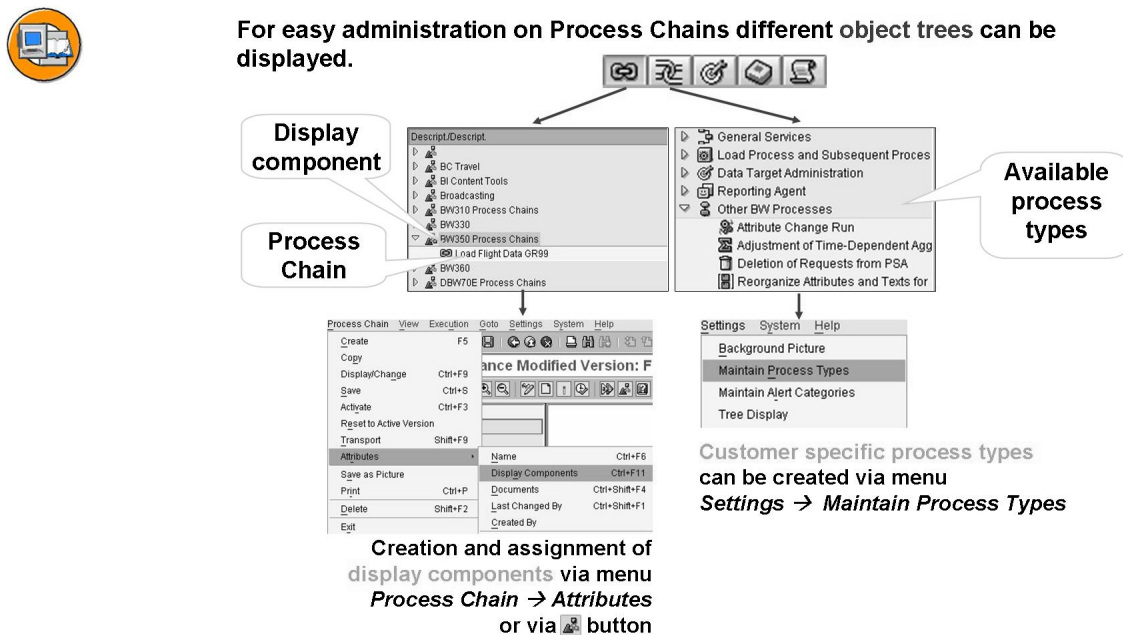 For easy administration on Process Chains different object trees can be
displayed.
Display
component
Process
Chain
Descript./Descript.
BC Travel
BI Content Tools
Broadcasting
BW310 Process Chains
BW330
BW350 Process Chains
Load Flight Data GR99
BW360
DBW70E Process Chains
General Services
Load Process and Subsequent Proces
Data Target Administration
Reporting Agent
Other BW Processes
Attribute Change Run
Adjustment of Time-Dependent Agg
Deletion of Requests from PSA
Reorganize Attributes and Texts for
Available
process
types
Process Chain View Execution Goto Settings System Help
Create F5
Copy
Display/Change Ctrl+F9
Save Ctrl+S
Activate Ctrl+F3
Reset to Active Version
Transport Shift+F9
Attributes
Save as Picture
Print Ctrl+P
Delete Shift+F2
Exit
ance Modified Version: F
Name Ctrl+F6
Display Components Ctrl+F11
Documents Ctrl+Shift+F4
Last Changed By Ctrl+Shift+F1
Created By
Settings System Help
Background Picture
Maintain Process Types
Maintain Alert Categories
Tree Display
Customer specific process types
can be created via menu
Settings → Maintain Process Types
Creation and assignment of
display components via menu
Process Chain → Attributes
or via button